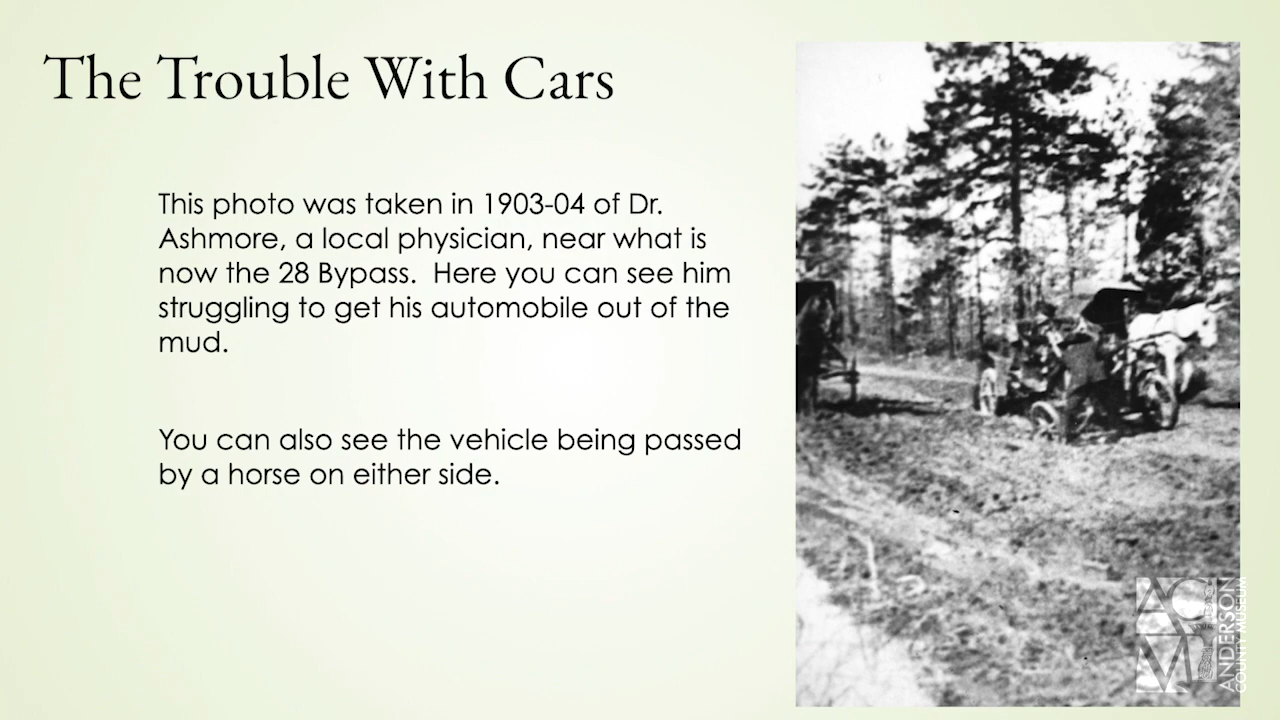 The Trouble With Cars
This photo was taken in 1903-04 of Dr.
Ashmore, a local physician, near what is
now the 28 Bypass.  Here you can see him
struggling to get his automobile out of the
mud.
You can also see the vehicle being passed
by a horse on either side.
ACM
ANDERSON
COUNTY MUSEUM